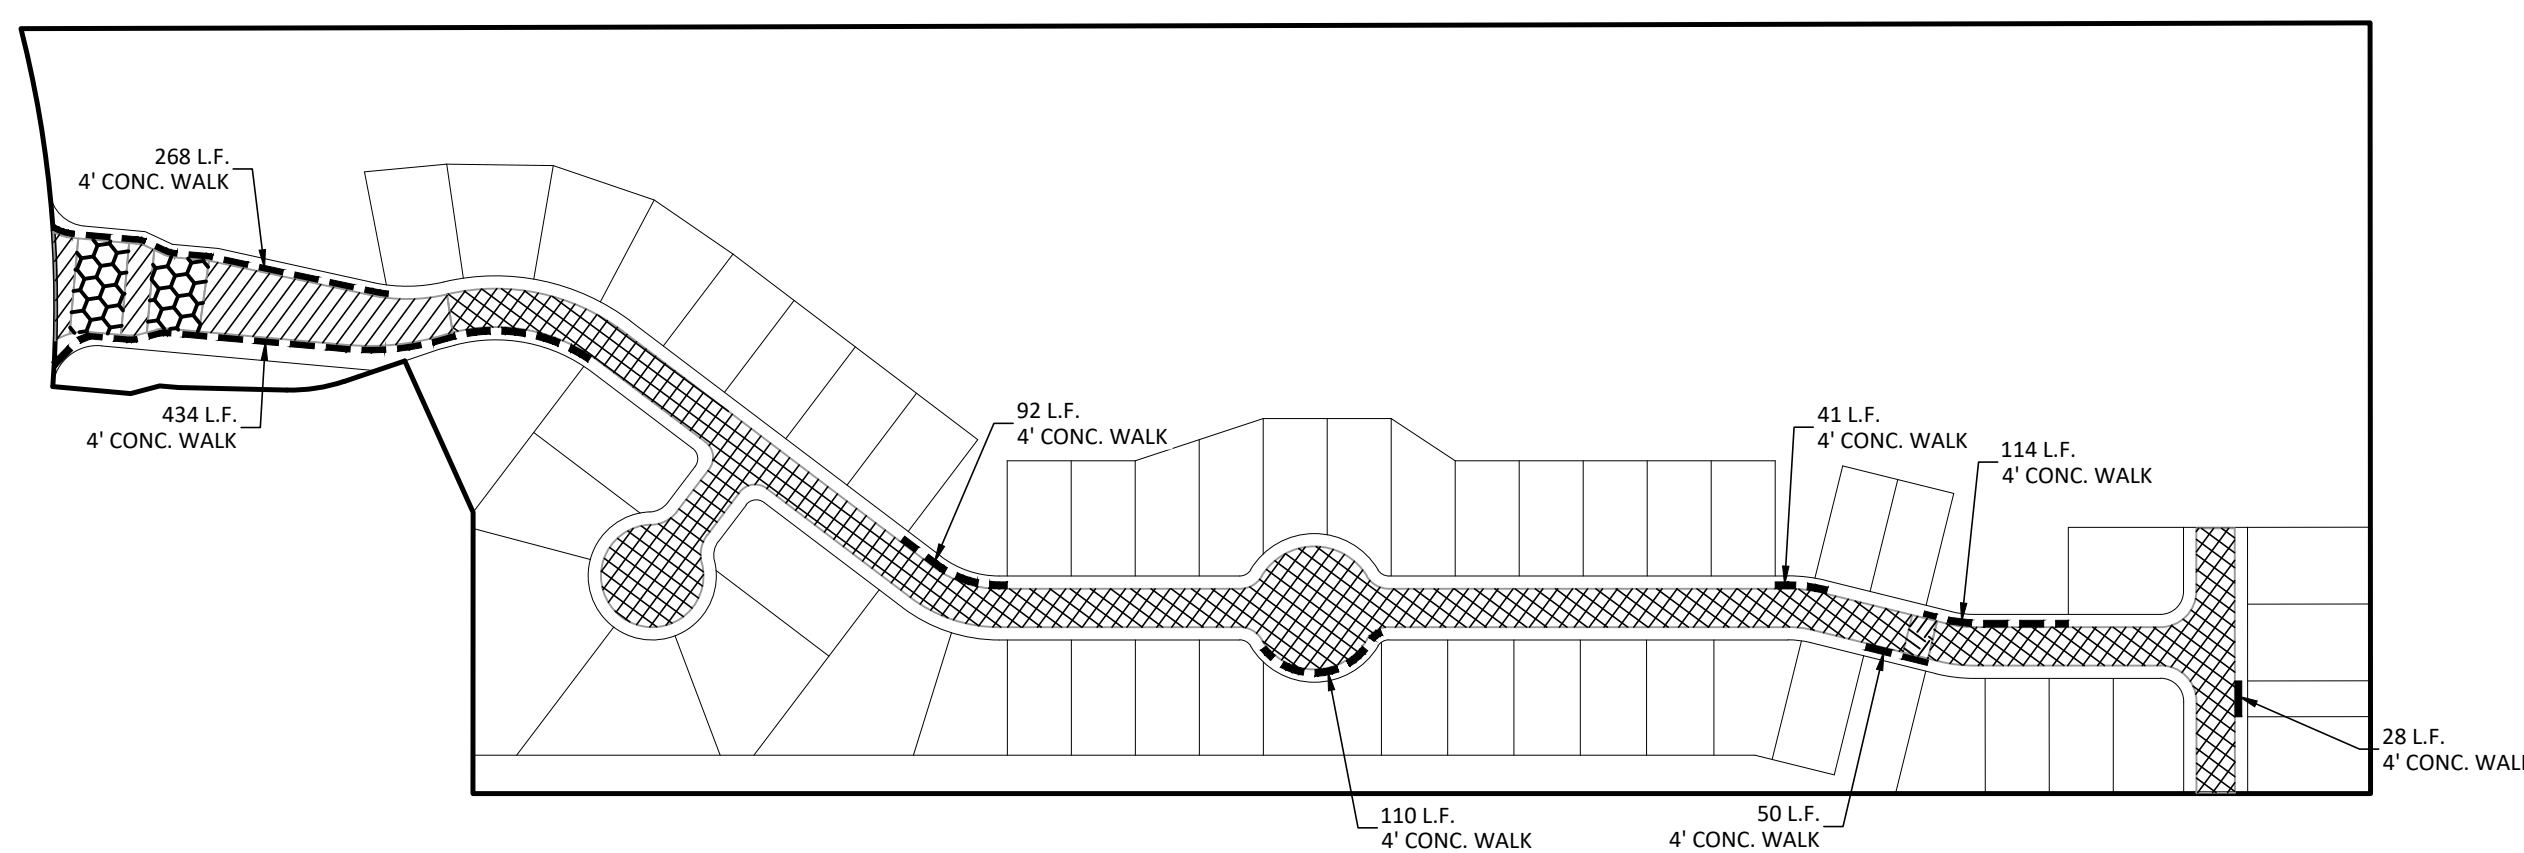 268 L.F.
4' CONC. WALK
434 L.F.
4' CONC. WALK
92 L.F.
4' CONC. WALK
41 L.F.
4' CONC. WALK
114 L.F.
4' CONC. WALK
28 L.F.
4' CONC. WAL
110 L.F.
4' CONC. WALK
50 L.F.
4' CONC. WALK